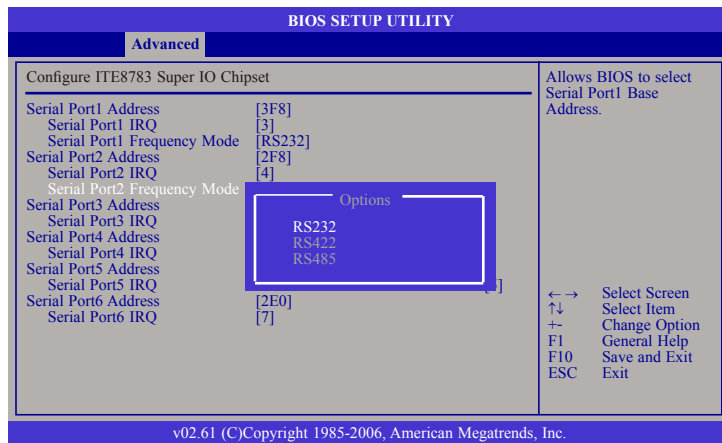 BIOS SETUP UTILITY
Advanced
Configure ITE8783 Super IO Chipset
Serial Port1 Address [3F8]
Serial Port1 IRQ [3]
Serial Port1 Frequency Mode [RS232]
Serial Port2 Address [2F8]
Serial Port2 IRQ [4]
Serial Port2 Frequency Mode
Serial Port3 Address
Serial Port3 IRQ
Serial Port4 Address
Serial Port4 IRQ
Serial Port5 Address
Serial Port5 IRQ
Serial Port6 Address [2E0]
Serial Port6 IRQ [7]
Options
RS232
RS422
RS485
Allows BIOS to select
Serial Port1 Base
Address.
←→ Select Screen
↑↓ Select Item
+- Change Option
F1 General Help
F10 Save and Exit
ESC Exit
v02.61 (C)Copyright 1985-2006, American Megatrends, Inc.